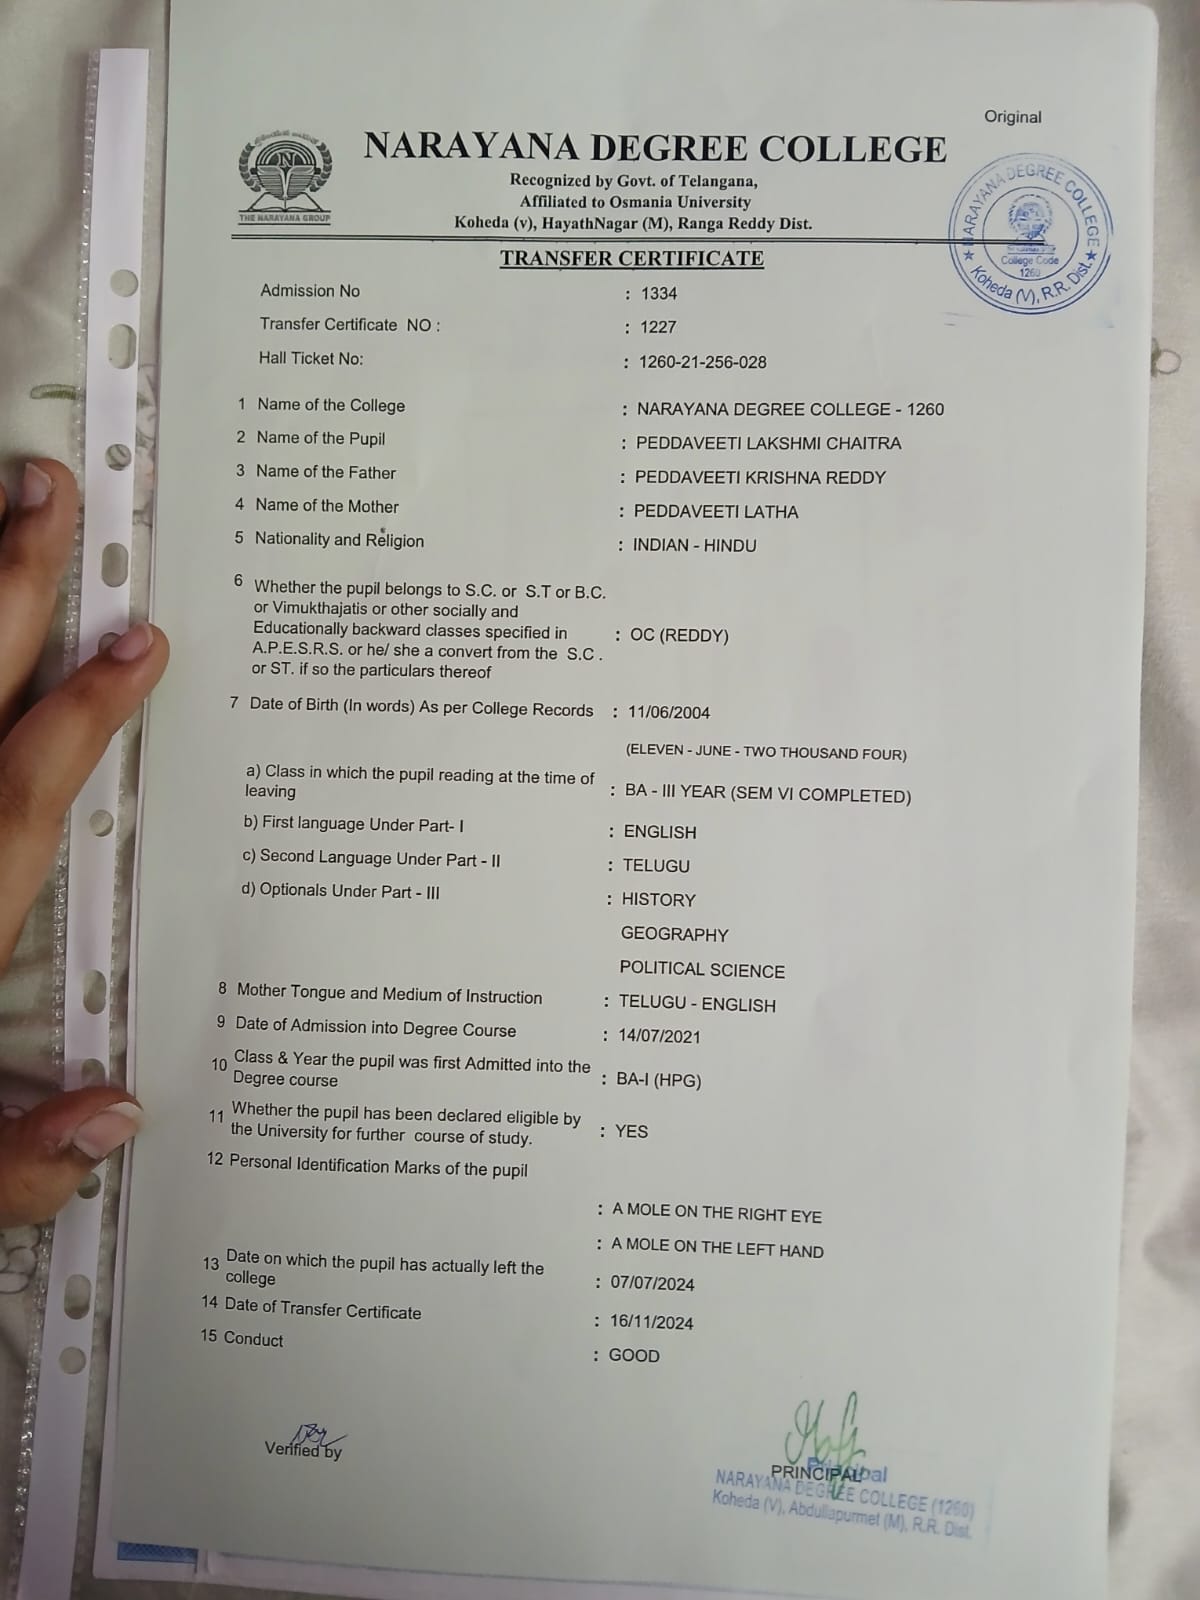 Original
NARAYANA DEGREE COLLEGE
Recognized by Govt. of Telangana,
Affiliated to Osmania University
Koheda (v), HayathNagar (M), Ranga Reddy Dist.
N
THE NARAYANA GROUP
NARAYANA DEGREE COLLEGE
College Code
1260
Koheda (V), R.R. Dist.
TRANSFER CERTIFICATE
Admission No : 1334
Transfer Certificate NO : : 1227
Hall Ticket No: : 1260-21-256-028
1 Name of the College : NARAYANA DEGREE COLLEGE - 1260
2 Name of the Pupil : PEDDAVEETI LAKSHMI CHAITRA
3 Name of the Father : PEDDAVEETI KRISHNA REDDY
4 Name of the Mother : PEDDAVEETI LATHA
5 Nationality and Religion : INDIAN - HINDU
6 Whether the pupil belongs to S.C. or S.T or B.C.
or Vimukthajatis or other socially and
Educationally backward classes specified in : OC (REDDY)
A.P.E.S.R.S. or he/ she a convert from the S.C .
or ST. if so the particulars thereof
7 Date of Birth (In words) As per College Records : 11/06/2004
(ELEVEN - JUNE - TWO THOUSAND FOUR)
a) Class in which the pupil reading at the time of
leaving : BA - III YEAR (SEM VI COMPLETED)
b) First language Under Part- I : ENGLISH
c) Second Language Under Part - II : TELUGU
d) Optionals Under Part - III : HISTORY
GEOGRAPHY
POLITICAL SCIENCE
8 Mother Tongue and Medium of Instruction : TELUGU - ENGLISH
9 Date of Admission into Degree Course : 14/07/2021
10 Class & Year the pupil was first Admitted into the
Degree course : BA-I (HPG)
11 Whether the pupil has been declared eligible by
the University for further course of study. : YES
12 Personal Identification Marks of the pupil
: A MOLE ON THE RIGHT EYE
: A MOLE ON THE LEFT HAND
13 Date on which the pupil has actually left the
college : 07/07/2024
14 Date of Transfer Certificate : 16/11/2024
15 Conduct : GOOD
Verified by
PRINCIPAL
Principal
NARAYANA DEGREE COLLEGE (1260)
Koheda (V), Abdullapurmet (M), R.R. Dist.